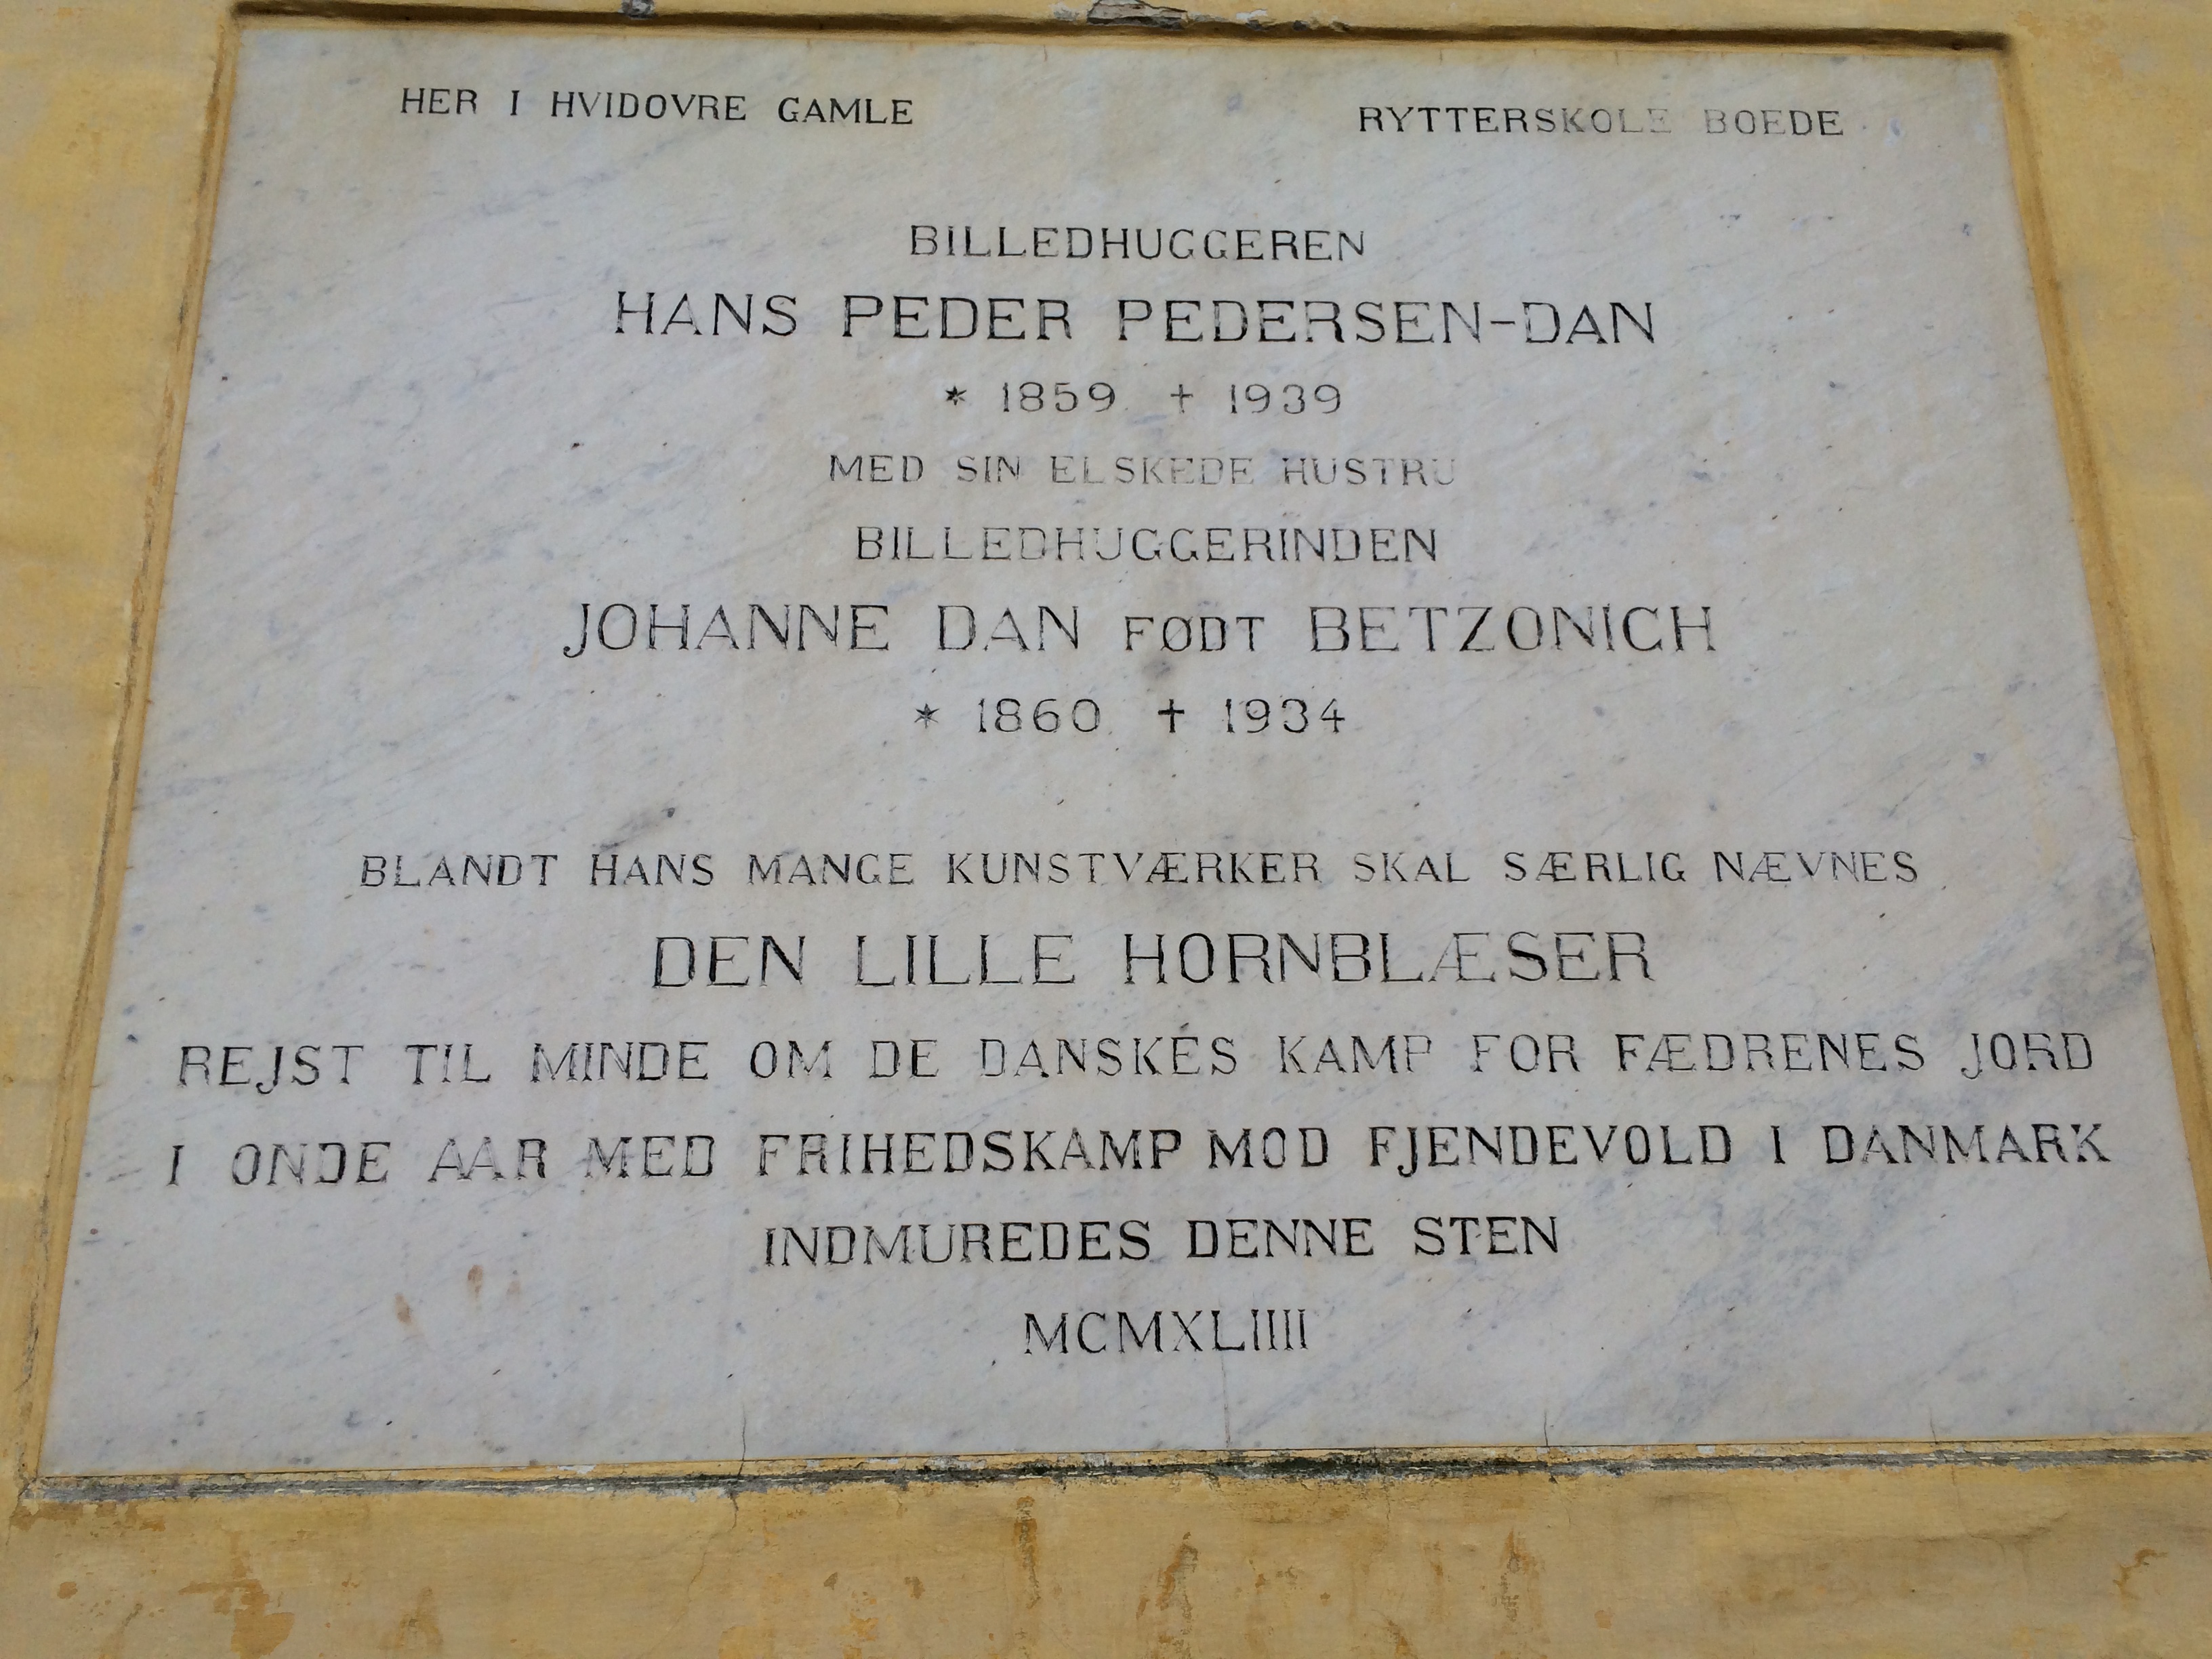 HER I HVIDOVRE GAMLE RYTTERSKOLE BOEDE
BILLEDHUGGEREN
HANS PEDER PEDERSEN-DAN
* 1859 † 1939
MED SIN ELSKEDE HUSTRU
BILLEDHUGGERINDEN
JOHANNE DAN FØDT BETZONICH
* 1860 † 1934
BLANDT HANS MANGE KUNSTVÆRKER SKAL SÆRLIG NÆVNES
DEN LILLE HORNBLÆSER
REJST TIL MINDE OM DE DANSKES KAMP FOR FÆDRENES JORD
I ONDE AAR MED FRIHEDSKAMP MOD FJENDEVOLD I DANMARK
INDMUREDES DENNE STEN
MCMXLIIII